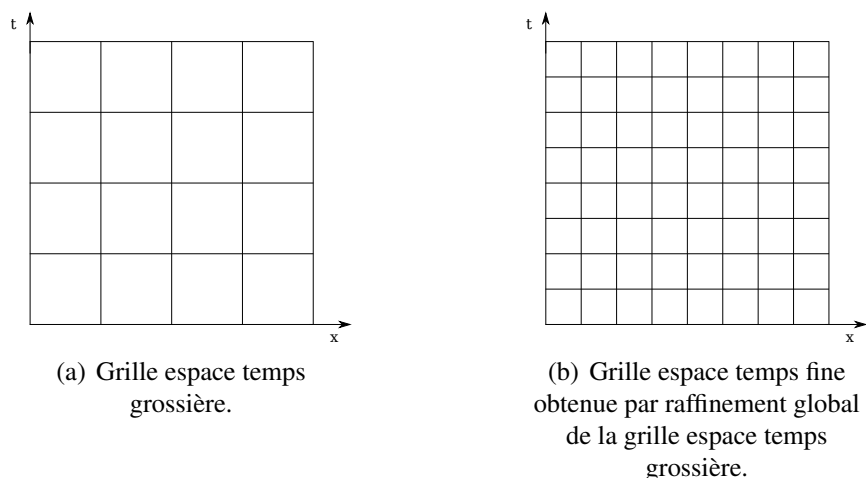 t
x
(a) Grille espace temps
grossière.
t
x
(b) Grille espace temps fine
obtenue par raffinement global
de la grille espace temps
grossière.